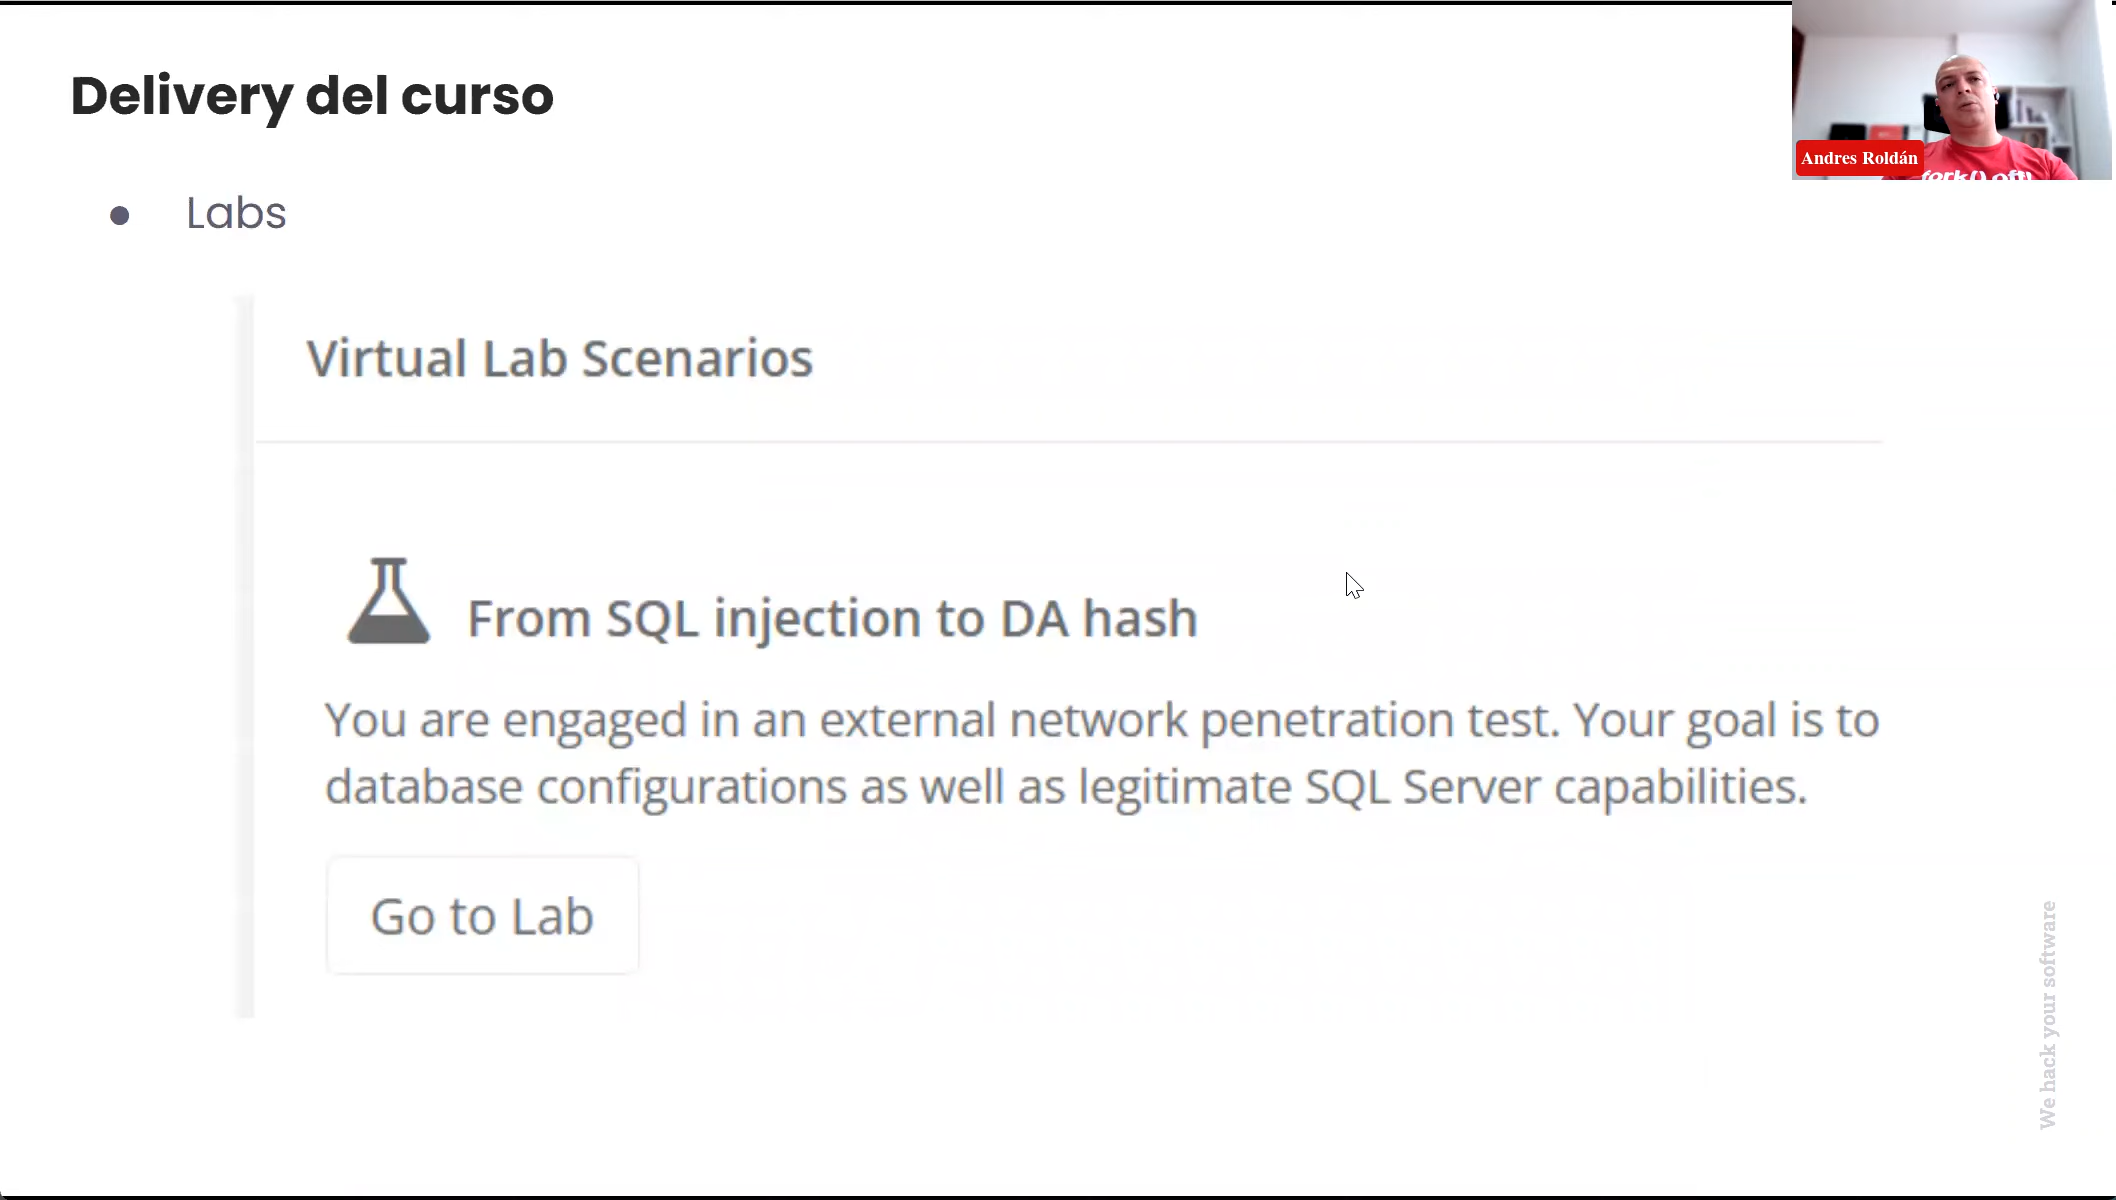 Delivery del curso
Andres Roldán
● Labs
Virtual Lab Scenarios
From SQL injection to DA hash
You are engaged in an external network penetration test. Your goal is to
database configurations as well as legitimate SQL Server capabilities.
Go to Lab
We hack your software